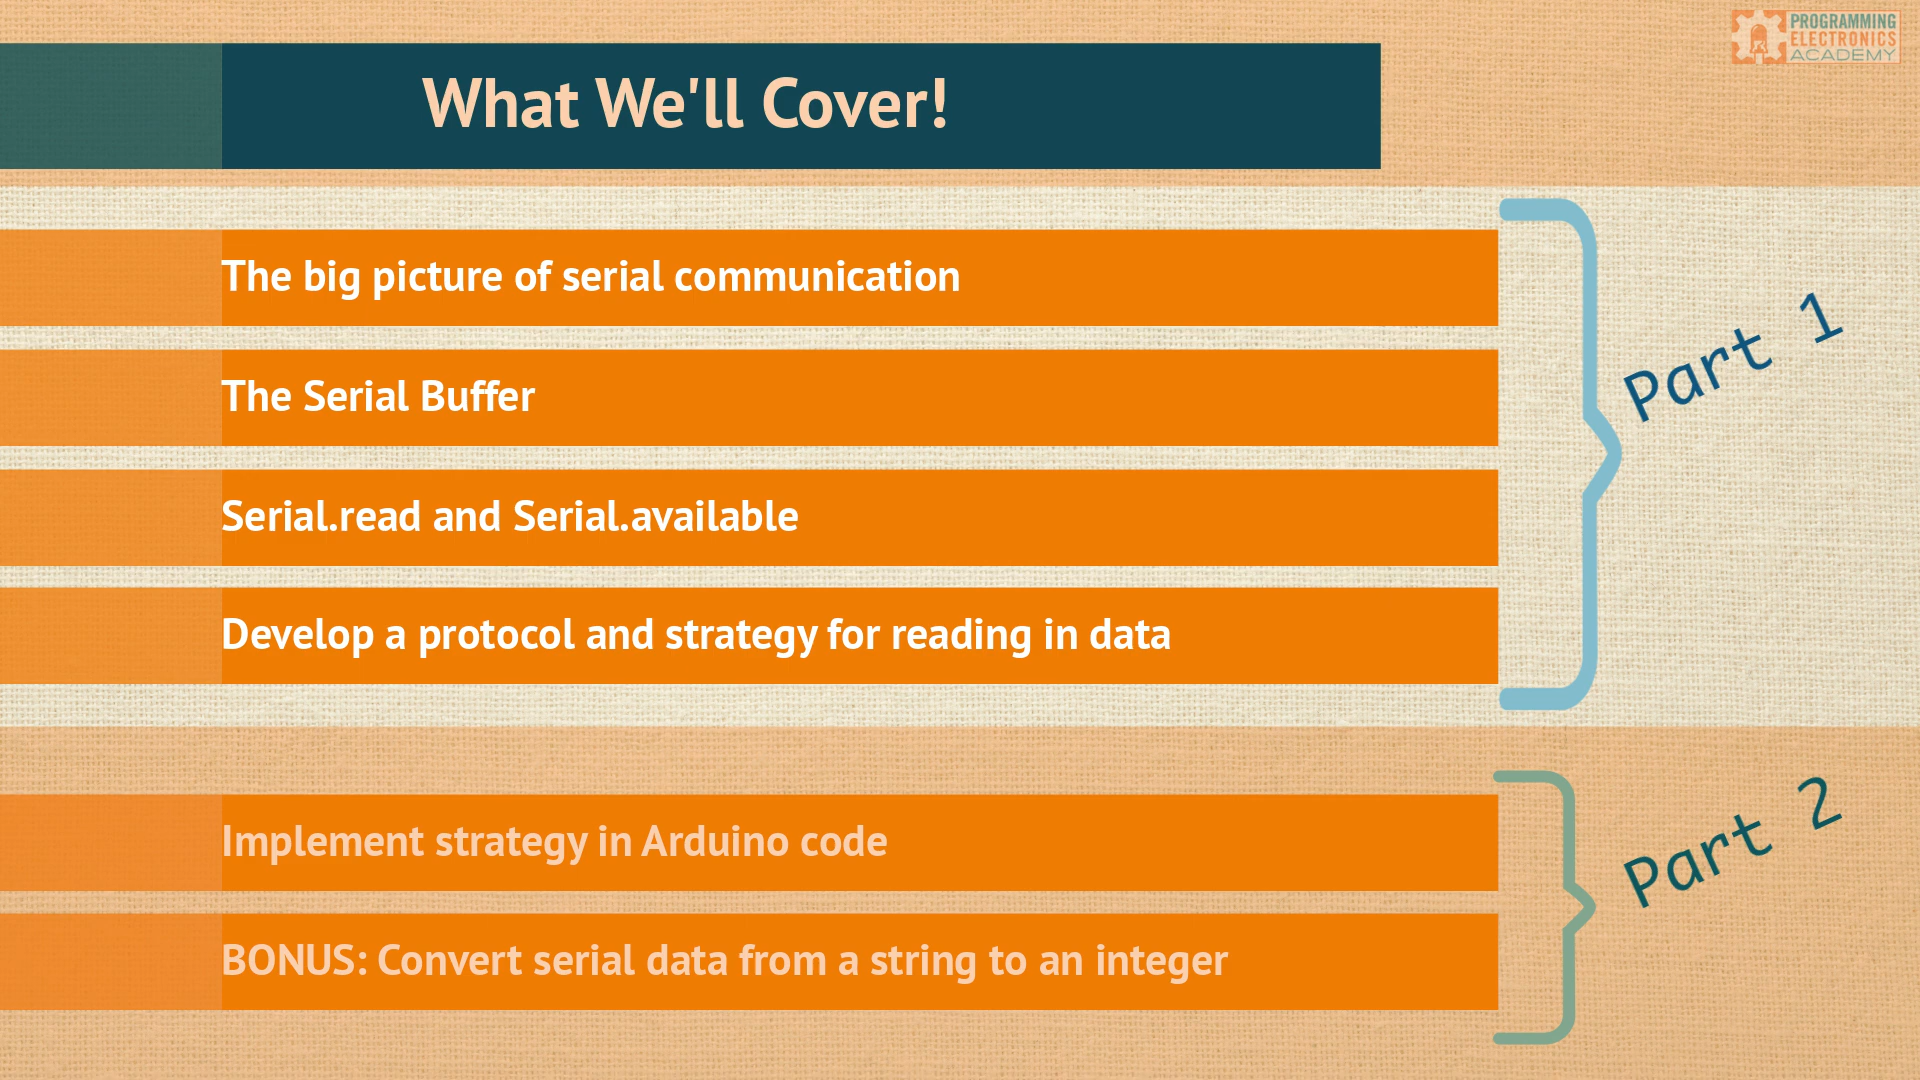 PROGRAMMING
ELECTRONICS
ACADEMY
What We'll Cover!
The big picture of serial communication
The Serial Buffer
Serial.read and Serial.available
Develop a protocol and strategy for reading in data
Part 1
Implement strategy in Arduino code
BONUS: Convert serial data from a string to an integer
Part 2